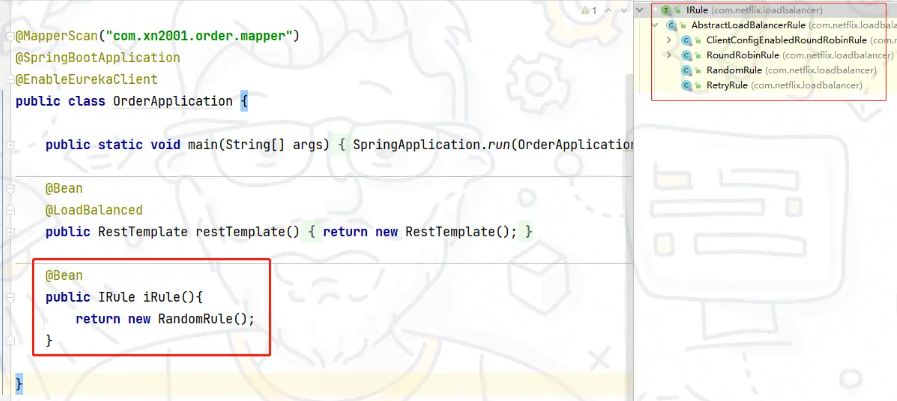 1
@MapperScan("com.xn2001.order.mapper")
@SpringBootApplication
@EnableEurekaClient
public class OrderApplication {
public static void main(String[] args) { SpringApplication.run(OrderApplication
@Bean
@LoadBalanced
public RestTemplate restTemplate() { return new RestTemplate(); }
@Bean
public IRule iRule(){
return new RandomRule();
}
}
IRule (com.netflix.loadbalancer)
AbstractLoadBalancerRule (com.netflix.loadba
ClientConfigEnabledRoundRobinRule (com.n
RoundRobinRule (com.netflix.loadbalancer)
RandomRule (com.netflix.loadbalancer)
RetryRule (com.netflix.loadbalancer)